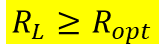 R_L ≥ R_opt